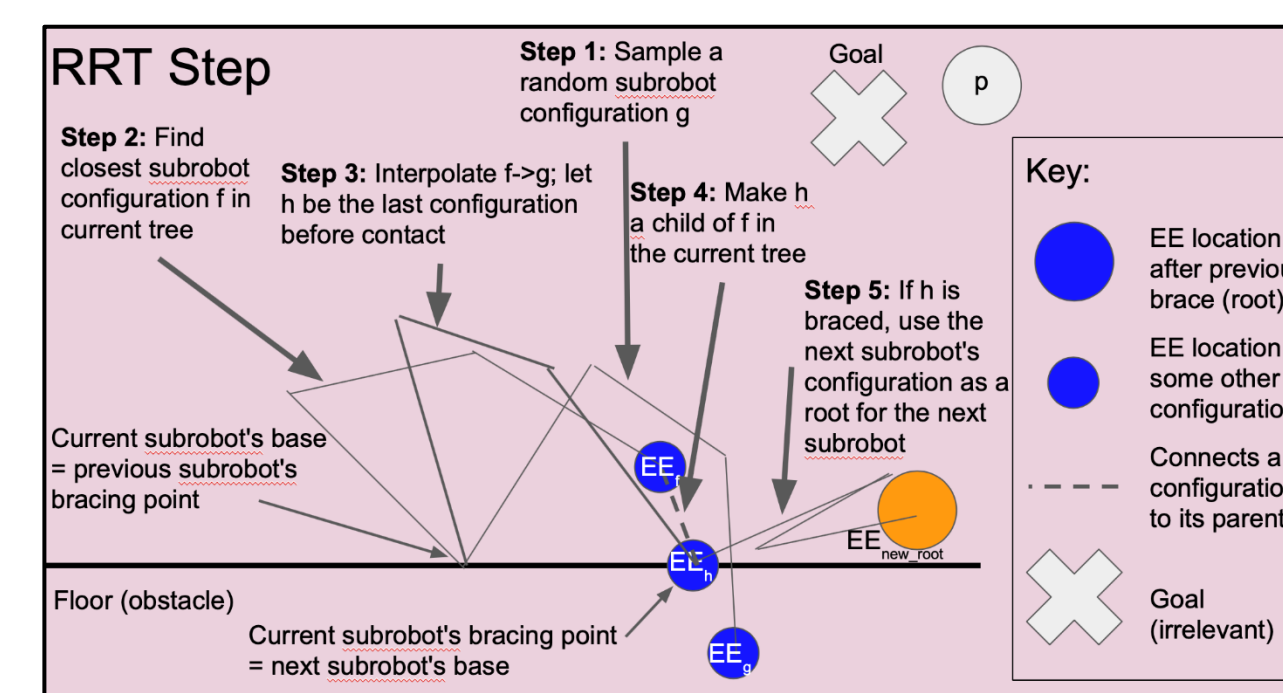 RRT Step
Step 1: Sample a
random subrobot
configuration g
Goal
p
Step 2: Find
closest subrobot
configuration f in
current tree
Step 3: Interpolate f->g; let
h be the last configuration
before contact
Step 4: Make h
a child of f in
the current tree
Step 5: If h is
braced, use the
next subrobot's
configuration as a
root for the next
subrobot
Current subrobot's base
= previous subrobot's
bracing point
EEf
EEh
EEg
EEnew_root
Floor (obstacle)
Current subrobot's bracing point
= next subrobot's base
Key:
EE location
after
brace (root)
EE location
some other
Connects a
to its parent
Goal
(irrelevant)